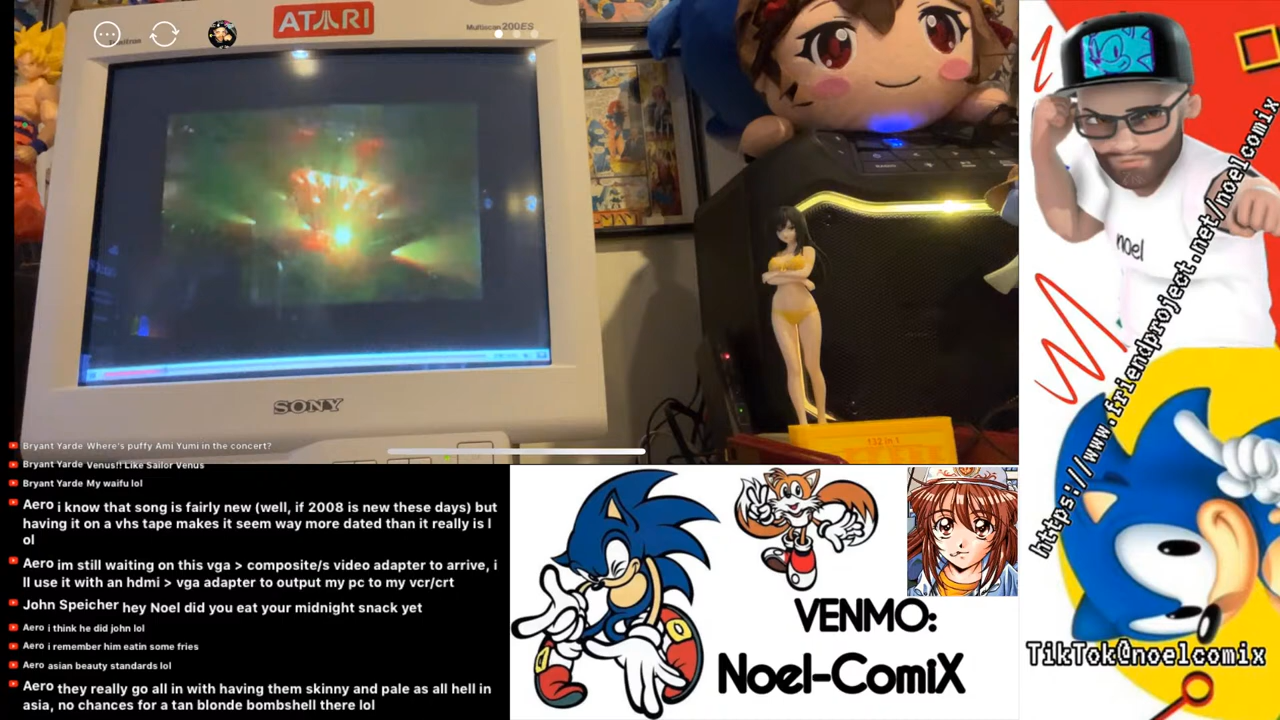 ATARI
Multiscan 200ES
SONY
132 in 1
Bryant Yarde Where's puffy Ami Yumi in the concert?
Bryant Yarde Venus!! Like Sailor Venus
Bryant Yarde My waifu lol
Aero i know that song is fairly new (well, if 2008 is new these days) but
having it on a vhs tape makes it seem way more dated than it really is l
ol
Aero im still waiting on this vga > composite/s video adapter to arrive, i
ll use it with an hdmi > vga adapter to output my pc to my vcr/crt
John Speicher hey Noel did you eat your midnight snack yet
Aero i think he did john lol
Aero i remember him eatin some fries
Aero asian beauty standards lol
Aero they really go all in with having them skinny and pale as all hell in
asia, no chances for a tan blonde bombshell there lol
VENMO:
Noel-ComiX
noel
https://www.friendproject.net/noelcomix
TikTok@noelcomix